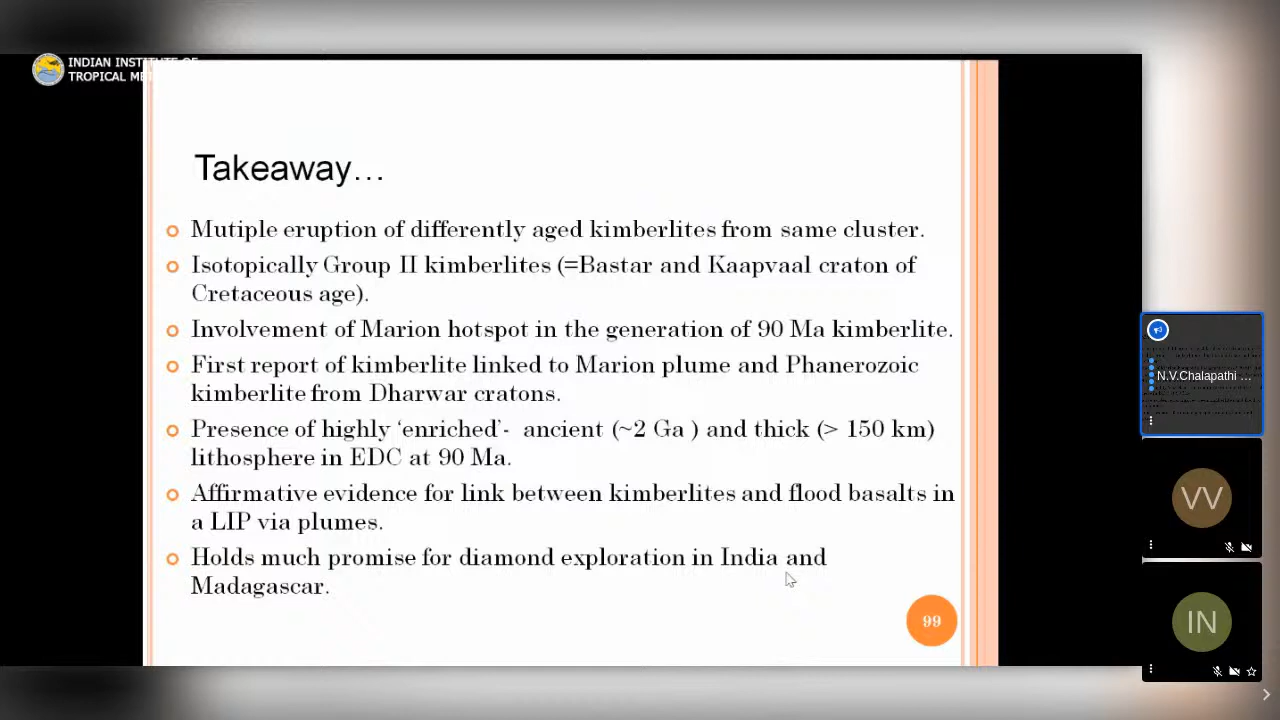 INDIAN INSTITUTE OF
TROPICAL
Takeaway…
Mutiple eruption of differently aged kimberlites from same cluster.
Isotopically Group II kimberlites (=Bastar and Kaapvaal craton of
Cretaceous age).
Involvement of Marion hotspot in the generation of 90 Ma kimberlite.
First report of kimberlite linked to Marion plume and Phanerozoic
kimberlite from Dharwar cratons.
Presence of highly ‘enriched’- ancient (~2 Ga ) and thick (> 150 km)
lithosphere in EDC at 90 Ma.
Affirmative evidence for link between kimberlites and flood basalts in
a LIP via plumes.
Holds much promise for diamond exploration in India and
Madagascar.
99
N.V.Chalapathi ...
VV
IN